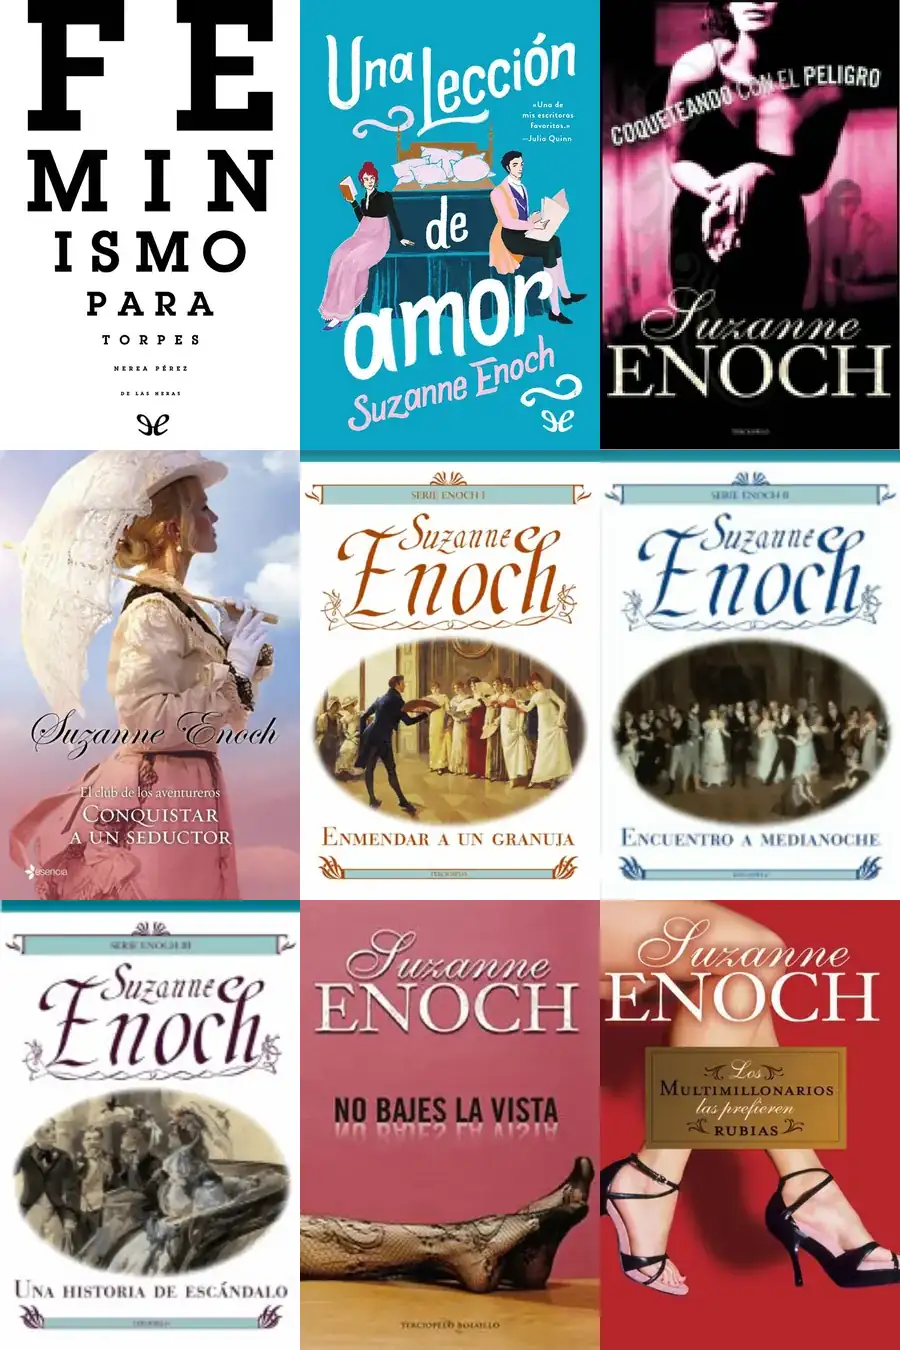 FE
MIN
ISMO
PARA
TORPES
NEREA PÉREZ
DE LAS HERAS
Una
Lección
«Una de
mis escritoras
favoritas.»
—Julia Quinn
de
amor
Suzanne Enoch
COQUETEANDO CON EL PELIGRO
Suzanne
ENOCH
TERCIOPELO
Suzanne Enoch
El club de los aventureros
CONQUISTAR
A UN SEDUCTOR
esencia
SERIE ENOCH I
Suzanne
Enoch
ENMENDAR A UN GRANUJA
TERCIOPELO
SERIE ENOCH II
Suzanne
Enoch
ENCUENTRO A MEDIANOCHE
SERIE ENOCH III
Suzanne
Enoch
UNA HISTORIA DE ESCÁNDALO
Suzanne
ENOCH
NO BAJES LA VISTA
TERCIOPELO BOLSILLO
Suzanne
ENOCH
Los
MULTIMILLONARIOS
las prefieren
RUBIAS